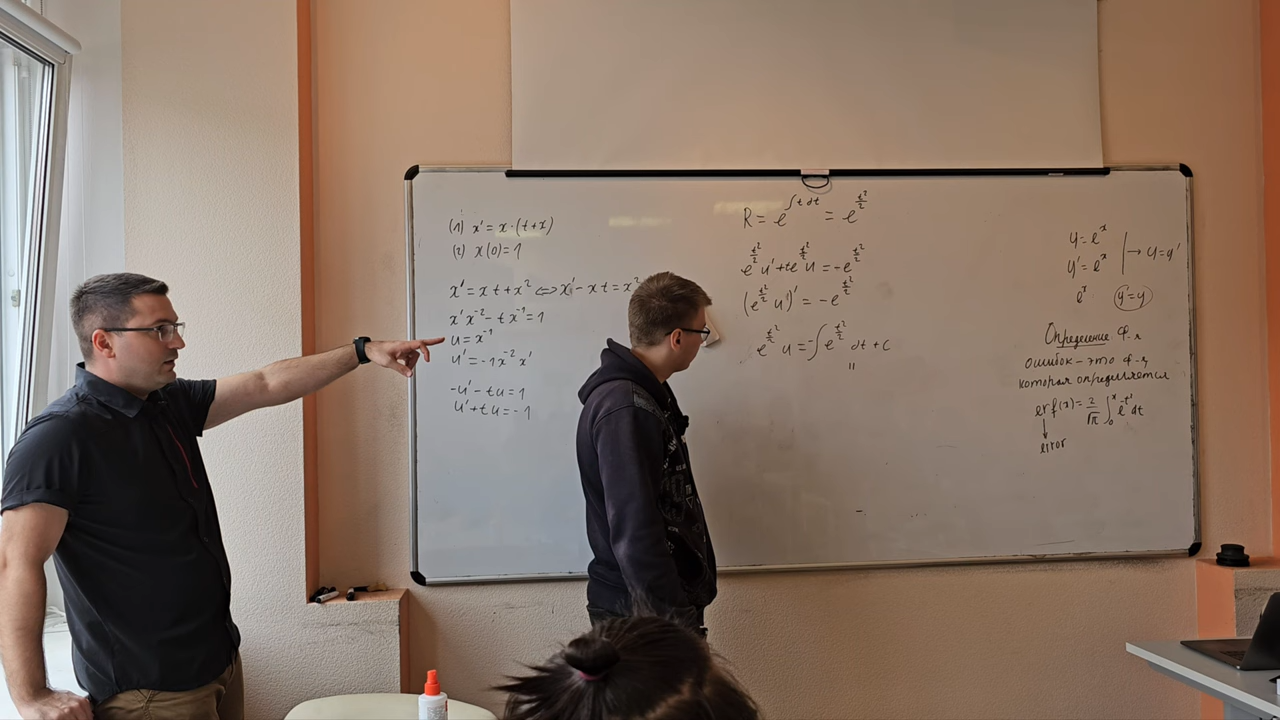 (1) x' = x·(t+x)
(2) x(0)=1
x' = xt + x² ⇔ x' - xt = x²
x' x⁻² - t x⁻¹ = 1
u = x⁻¹
u' = -1x⁻² x'
-u' - tu = 1
u' + tu = -1
R = e^{∫t dt} = e^{t²/2}
e^{t²/2} u' + te^{t²/2} u = -e^{t²/2}
(e^{t²/2} u)' = -e^{t²/2}
e^{t²/2} u = -∫e^{t²/2} dt + C
"
y = e^x
y' = e^x → y = y'
e^x (y' = y)
Определение ф-я
ошибок – это ф-я,
которая определяется
erf(x) = 2/√π ∫₀^x e^{-t²} dt
↓
error